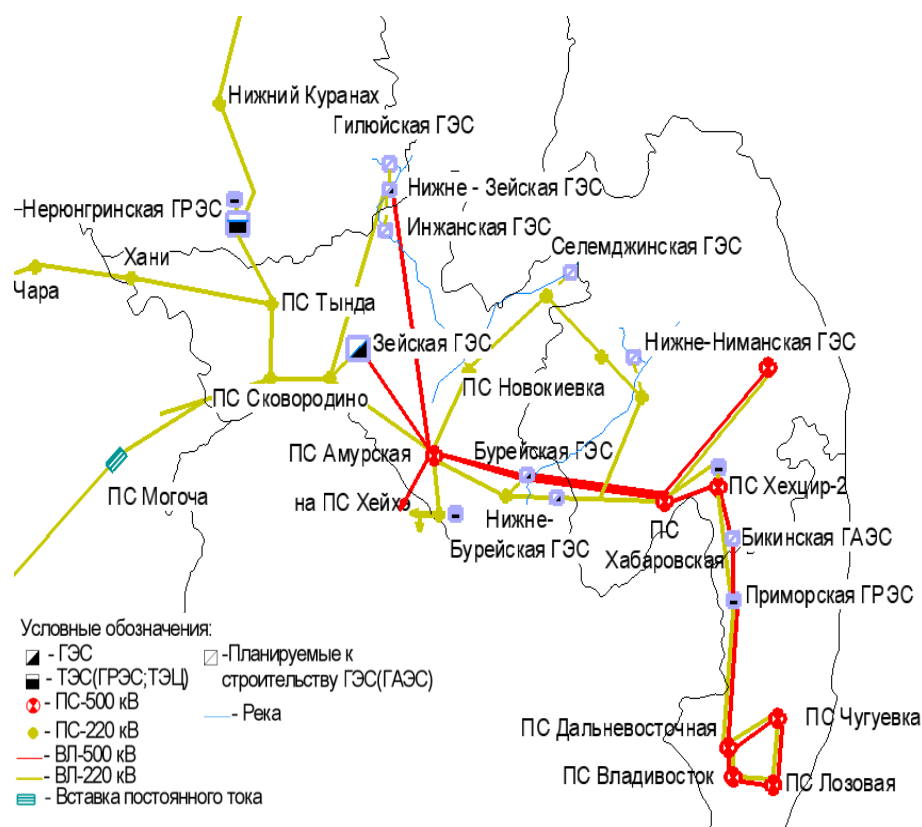 Нижний Куранах
Гилюйская ГЭС
Нерюнгринская ГРЭС
Нижне - Зейская ГЭС
Инжанская ГЭС
Селемджинская ГЭС
Хани
Чара
ПС Тында
Зейская ГЭС
Нижне-Ниманская ГЭС
ПС Новокиевка
ПС Сковородино
ПС Амурская
Бурейская ГЭС
ПС Могоча
на ПС Хейхэ
ПС Хехцир-2
Нижне-
Бурейская ГЭС
ПС
Хабаровская
Бикинская ГАЭС
Приморская ГРЭС
Условные обозначения:
- ГЭС
- ТЭС(ГРЭС;ТЭЦ)
- ПС-500 кВ
- ПС-220 кВ
- ВЛ-500 кВ
- ВЛ-220 кВ
- Вставка постоянного тока
-Планируемые к
строительству ГЭС(ГАЭС)
- Река
ПС Дальневосточная
ПС Чугуевка
ПС Владивосток
ПС Лозовая